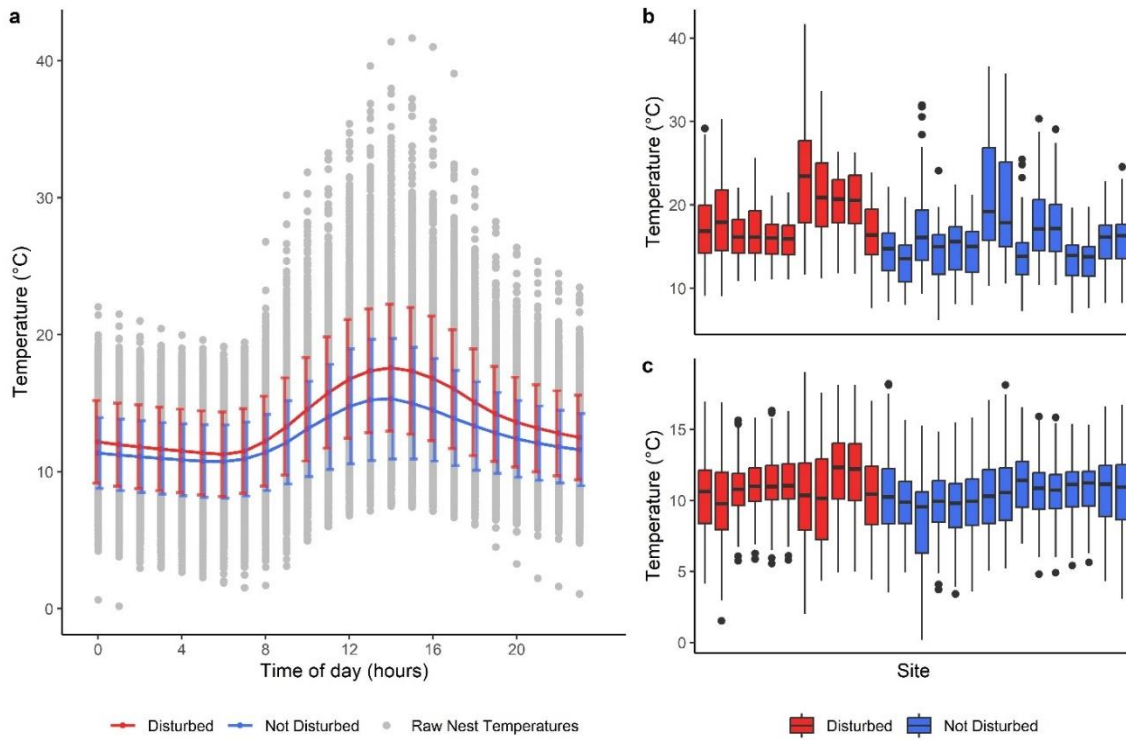 a
Temperature (°C)
40
30
20
10
0
0 4 8 12 16 20
Time of day (hours)
Disturbed Not Disturbed Raw Nest Temperatures
b
Temperature (°C)
40
30
20
10
c
Temperature (°C)
15
10
5
0
Site
Disturbed Not Disturbed